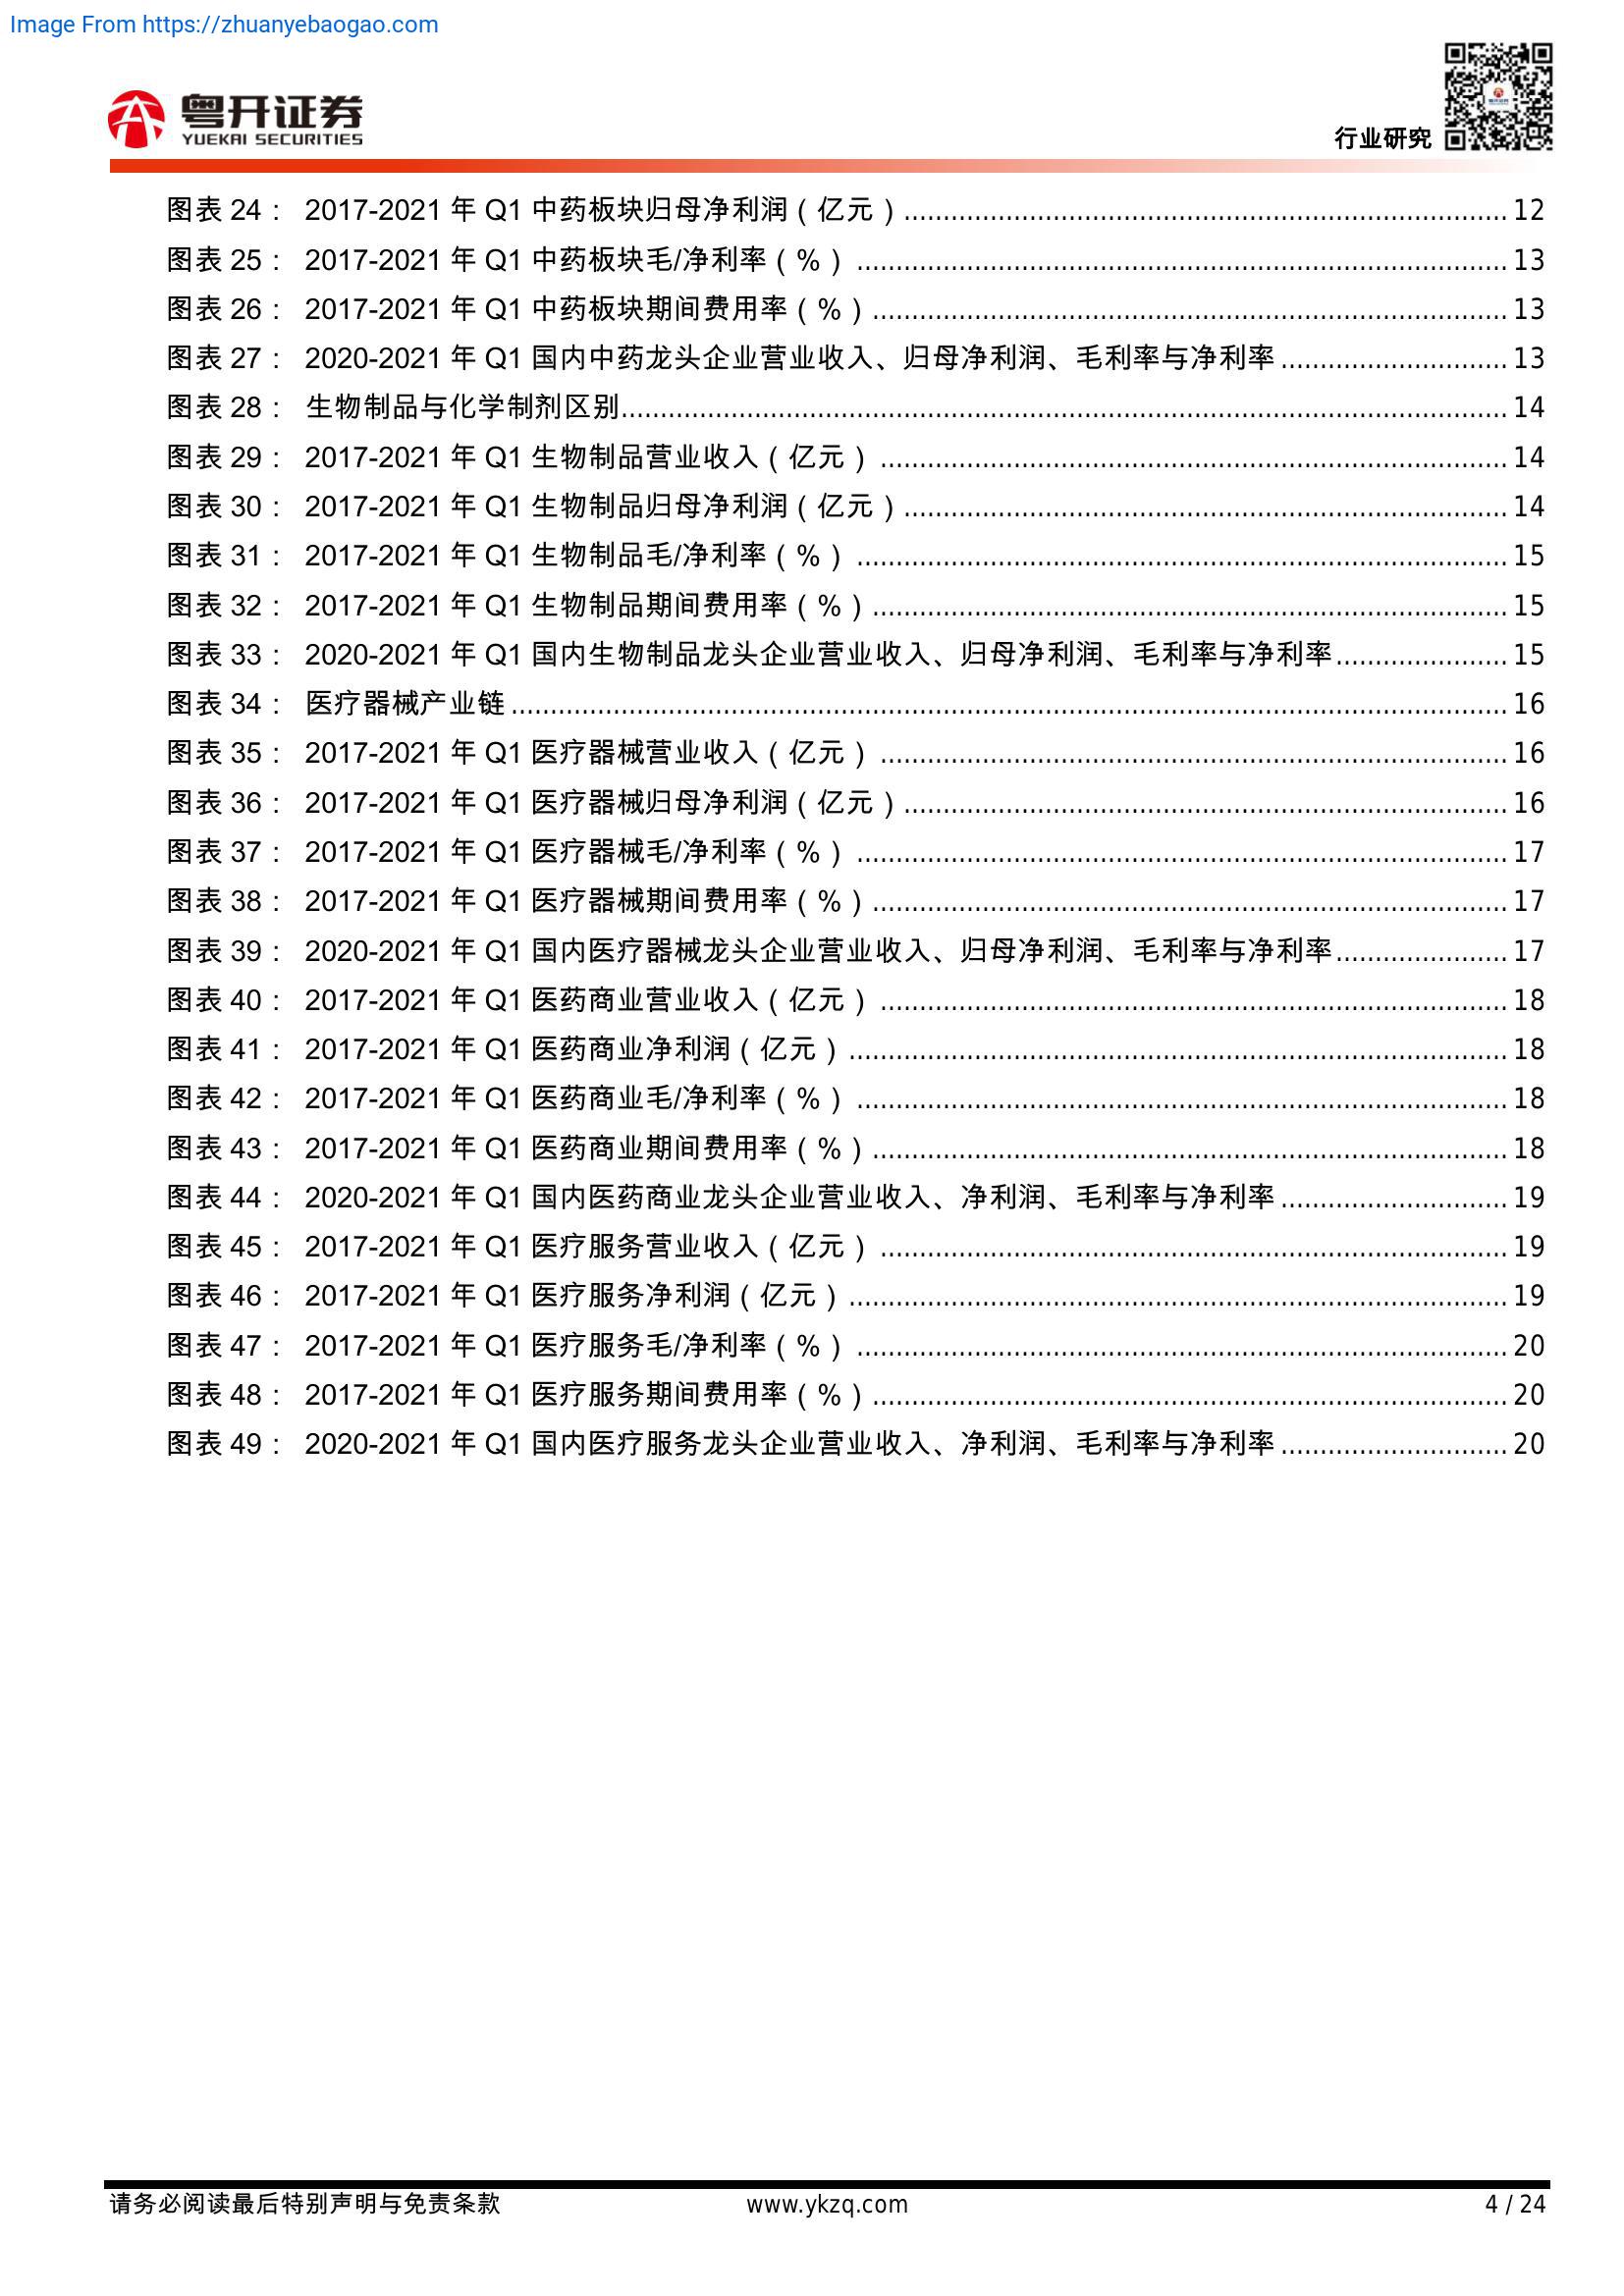 Image From https://zhuanyebaogao.com
粤开证券
YUEKAI SECURITIES
行业研究
图表 24： 2017-2021 年 Q1 中药板块归母净利润（亿元）........ 12
图表 25： 2017-2021 年 Q1 中药板块毛/净利率（%）........ 13
图表 26： 2017-2021 年 Q1 中药板块期间费用率（%）........ 13
图表 27： 2020-2021 年 Q1 国内中药龙头企业营业收入、归母净利润、毛利率与净利率........ 13
图表 28： 生物制品与化学制剂区别........ 14
图表 29： 2017-2021 年 Q1 生物制品营业收入（亿元）........ 14
图表 30： 2017-2021 年 Q1 生物制品归母净利润（亿元）........ 14
图表 31： 2017-2021 年 Q1 生物制品毛/净利率（%）........ 15
图表 32： 2017-2021 年 Q1 生物制品期间费用率（%）........ 15
图表 33： 2020-2021 年 Q1 国内生物制品龙头企业营业收入、归母净利润、毛利率与净利率........ 15
图表 34： 医疗器械产业链........ 16
图表 35： 2017-2021 年 Q1 医疗器械营业收入（亿元）........ 16
图表 36： 2017-2021 年 Q1 医疗器械归母净利润（亿元）........ 16
图表 37： 2017-2021 年 Q1 医疗器械毛/净利率（%）........ 17
图表 38： 2017-2021 年 Q1 医疗器械期间费用率（%）........ 17
图表 39： 2020-2021 年 Q1 国内医疗器械龙头企业营业收入、归母净利润、毛利率与净利率........ 17
图表 40： 2017-2021 年 Q1 医药商业营业收入（亿元）........ 18
图表 41： 2017-2021 年 Q1 医药商业净利润（亿元）........ 18
图表 42： 2017-2021 年 Q1 医药商业毛/净利率（%）........ 18
图表 43： 2017-2021 年 Q1 医药商业期间费用率（%）........ 18
图表 44： 2020-2021 年 Q1 国内医药商业龙头企业营业收入、净利润、毛利率与净利率........ 19
图表 45： 2017-2021 年 Q1 医疗服务营业收入（亿元）........ 19
图表 46： 2017-2021 年 Q1 医疗服务净利润（亿元）........ 19
图表 47： 2017-2021 年 Q1 医疗服务毛/净利率（%）........ 20
图表 48： 2017-2021 年 Q1 医疗服务期间费用率（%）........ 20
图表 49： 2020-2021 年 Q1 国内医疗服务龙头企业营业收入、净利润、毛利率与净利率........ 20
请务必阅读最后特别声明与免责条款 www.ykzq.com 4 / 24